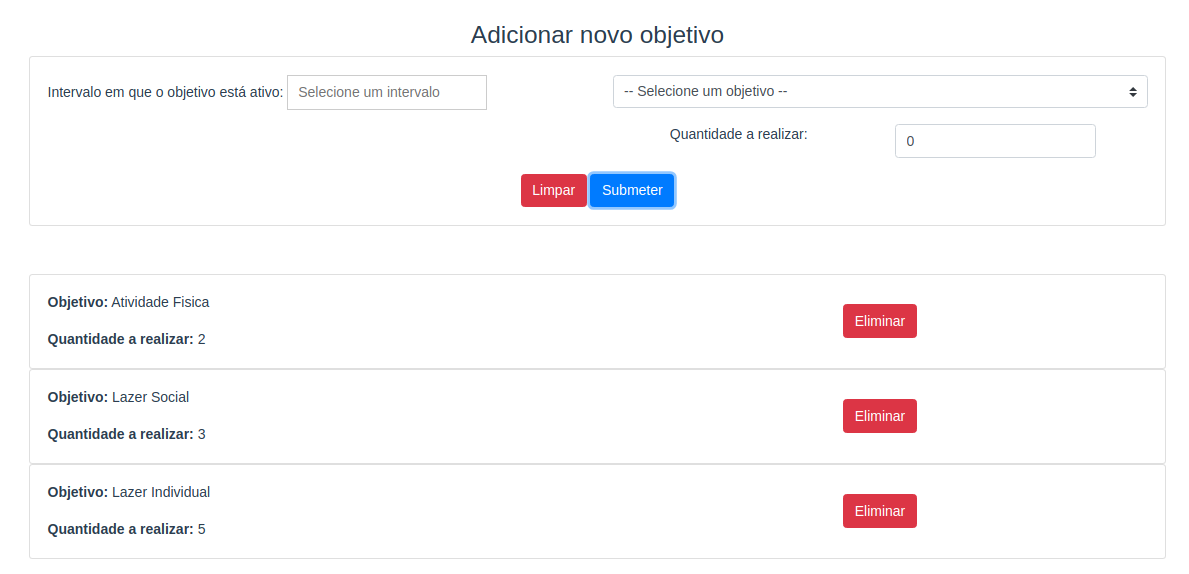 Adicionar novo objetivo
Intervalo em que o objetivo está ativo: Selecione um intervalo
-- Selecione um objetivo --
Quantidade a realizar: 0
Limpar Submeter
Objetivo: Atividade Fisica
Quantidade a realizar: 2
Eliminar
Objetivo: Lazer Social
Quantidade a realizar: 3
Eliminar
Objetivo: Lazer Individual
Quantidade a realizar: 5
Eliminar